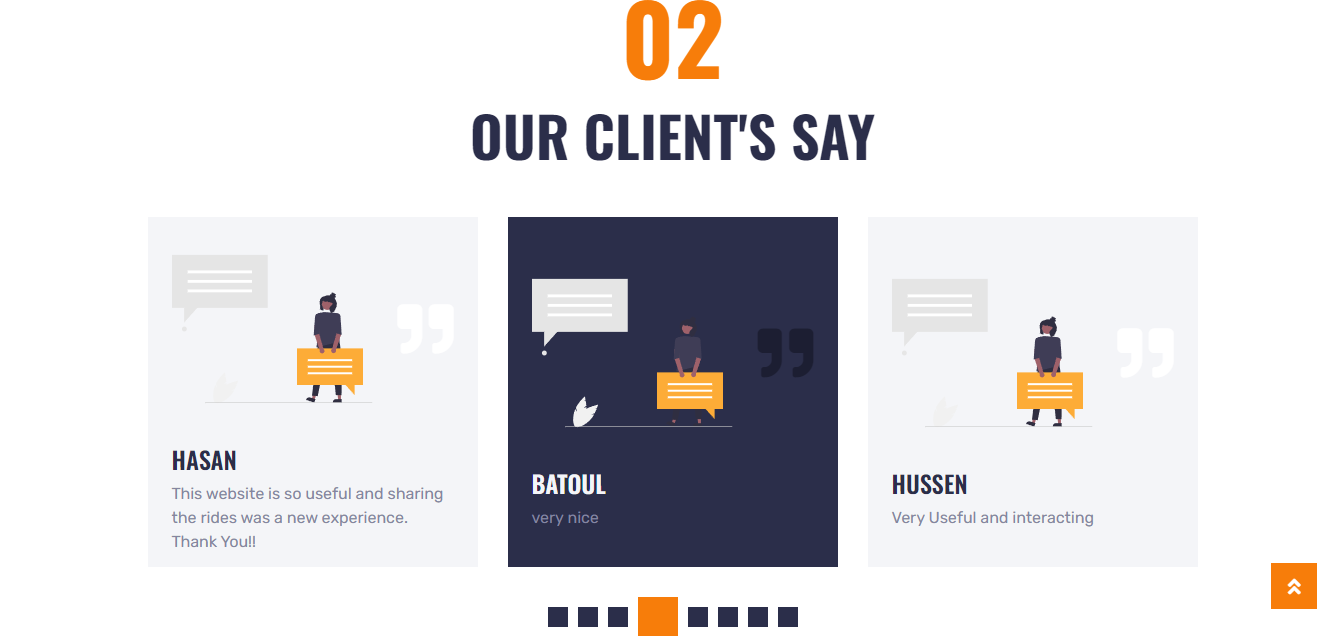 02
OUR CLIENT'S SAY
HASAN
This website is so useful and sharing
the rides was a new experience.
Thank You!!
BATOUL
very nice
HUSSEN
Very Useful and interacting